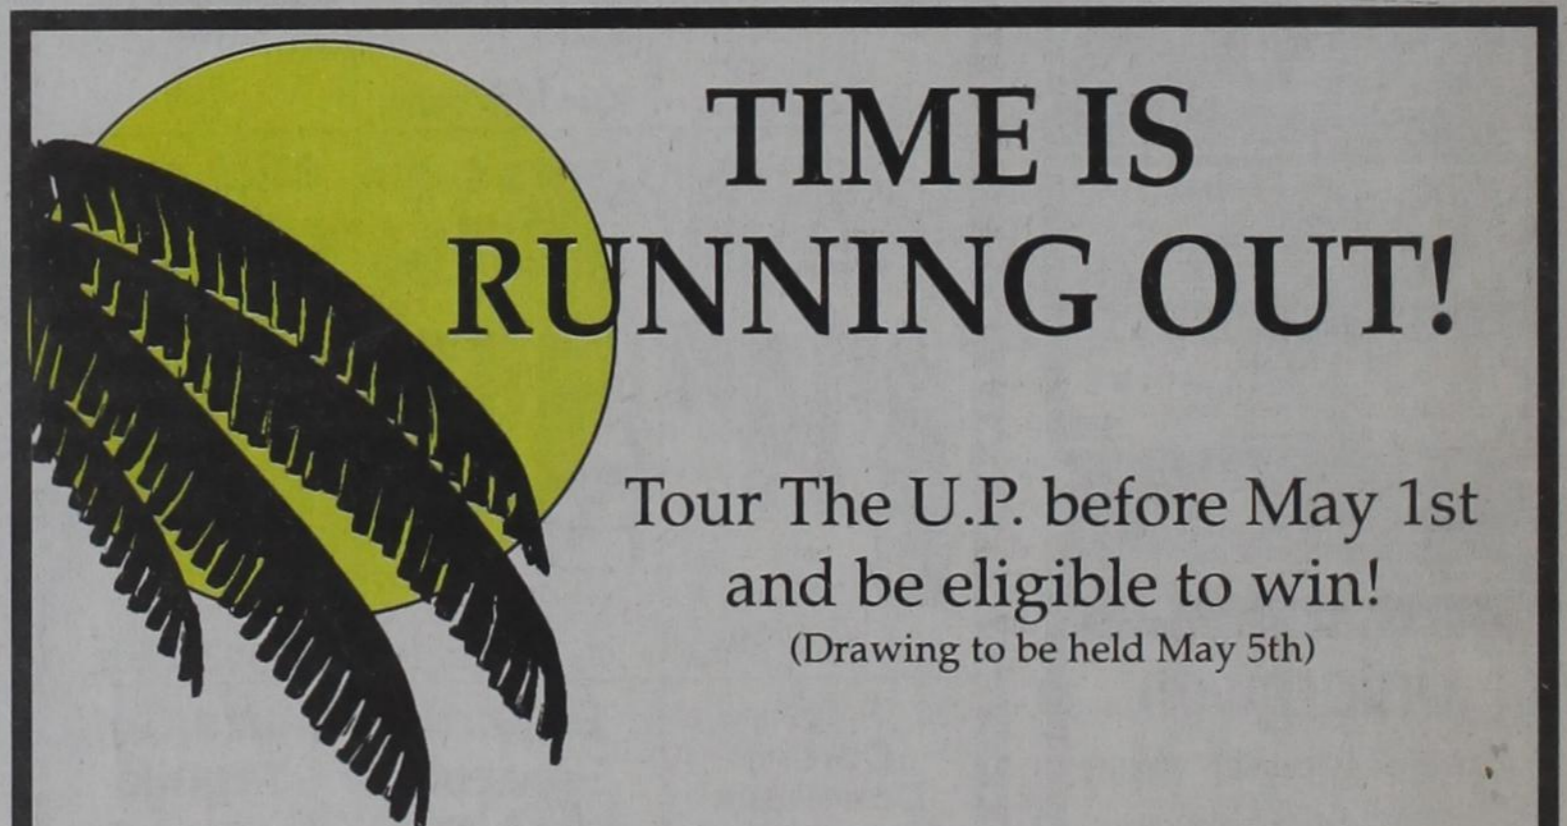 TIME IS
RUNNING OUT!
Tour The U.P. before May 1st
and be eligible to win!
(Drawing to be held May 5th)